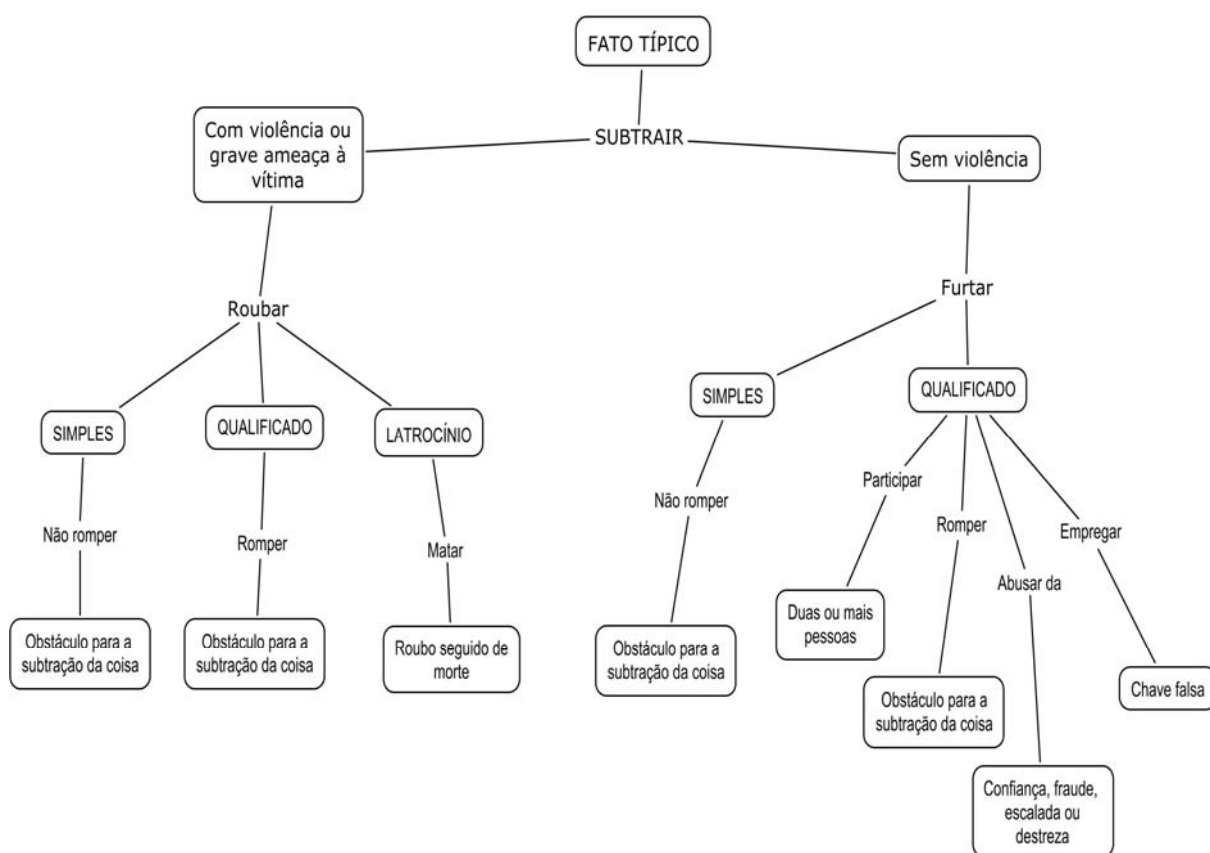 FATO TÍPICO
SUBTRAIR
Com violência ou
grave ameaça à
vítima
Sem violência
Roubar
Furtar
SIMPLES
QUALIFICADO
LATROCÍNIO
SIMPLES
QUALIFICADO
Não romper
Romper
Matar
Não romper
Participar
Romper
Abusar da
Empregar
Obstáculo para a
subtração da coisa
Obstáculo para a
subtração da coisa
Roubo seguido de
morte
Obstáculo para a
subtração da coisa
Duas ou mais
pessoas
Obstáculo para a
subtração da coisa
Confiança, fraude,
escalada ou
destreza
Chave falsa